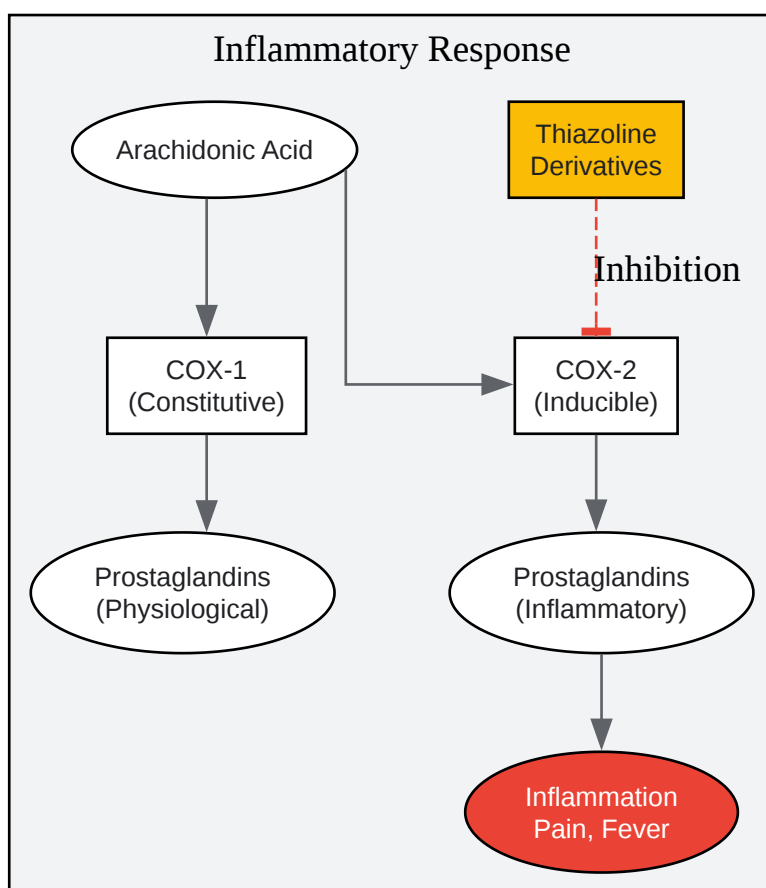 Inflammatory Response
Arachidonic Acid
Thiazoline
Derivatives
Inhibition
COX-1
(Constitutive)
COX-2
(Inducible)
Prostaglandins
(Physiological)
Prostaglandins
(Inflammatory)
Inflammation
Pain, Fever